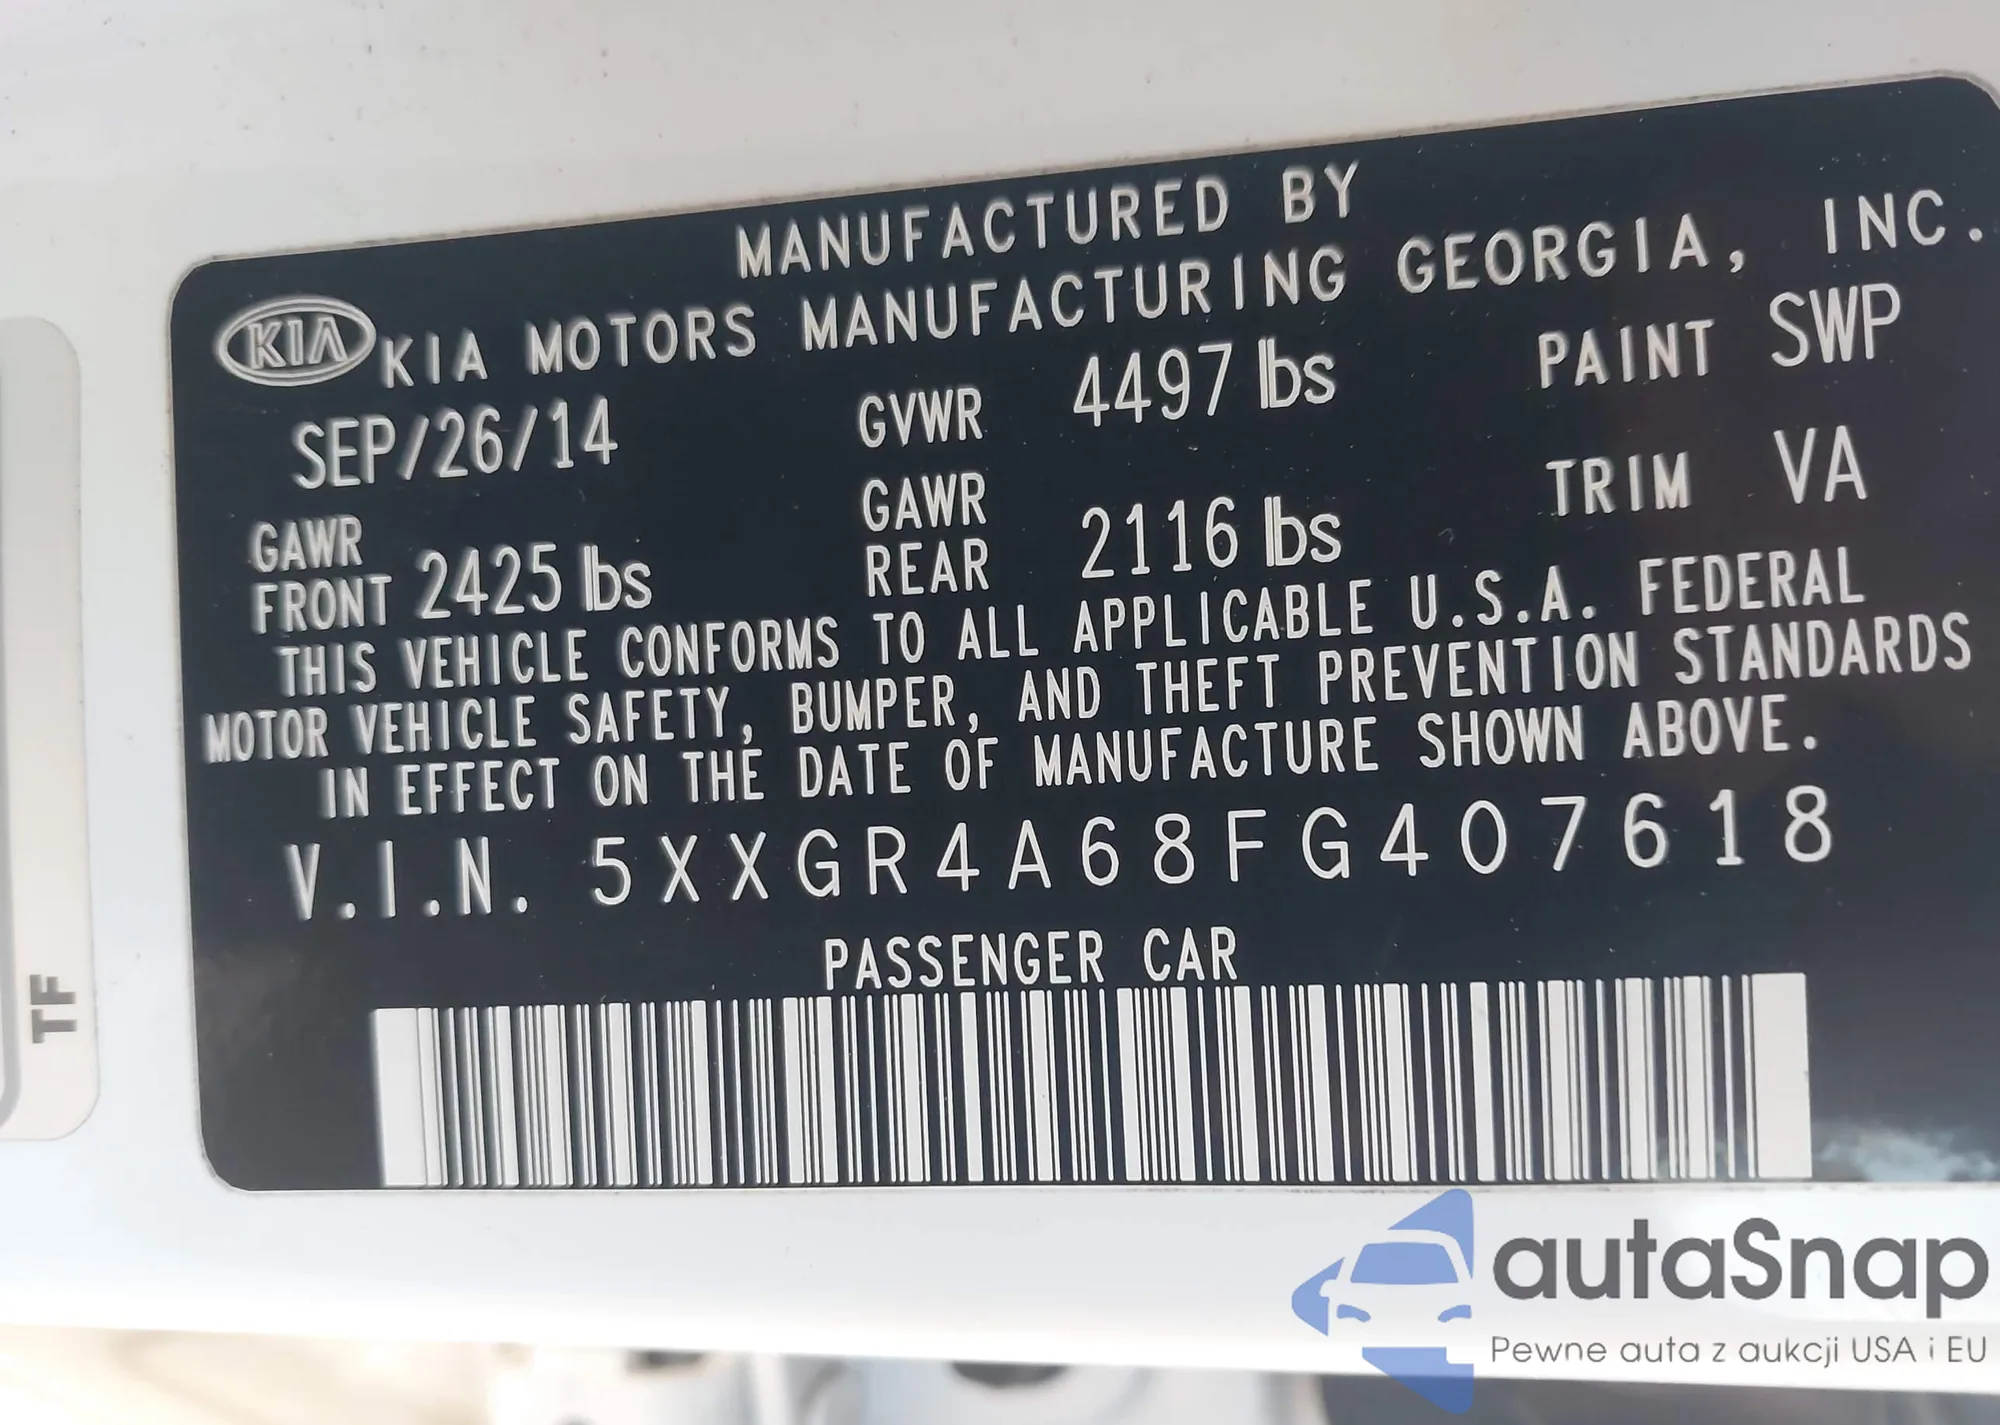 MANUFACTURED BY
KIA KIA MOTORS MANUFACTURING GEORGIA, INC.
SEP/26/14 GVWR 4497 lbs PAINT SWP
GAWR FRONT 2425 lbs GAWR REAR 2116 lbs TRIM VA
THIS VEHICLE CONFORMS TO ALL APPLICABLE U.S.A. FEDERAL
MOTOR VEHICLE SAFETY, BUMPER, AND THEFT PREVENTION STANDARDS
IN EFFECT ON THE DATE OF MANUFACTURE SHOWN ABOVE.
V.I.N. 5XXGR4A68FG407618
PASSENGER CAR
TF
autaSnap
Pewne auta z aukcji USA i EU